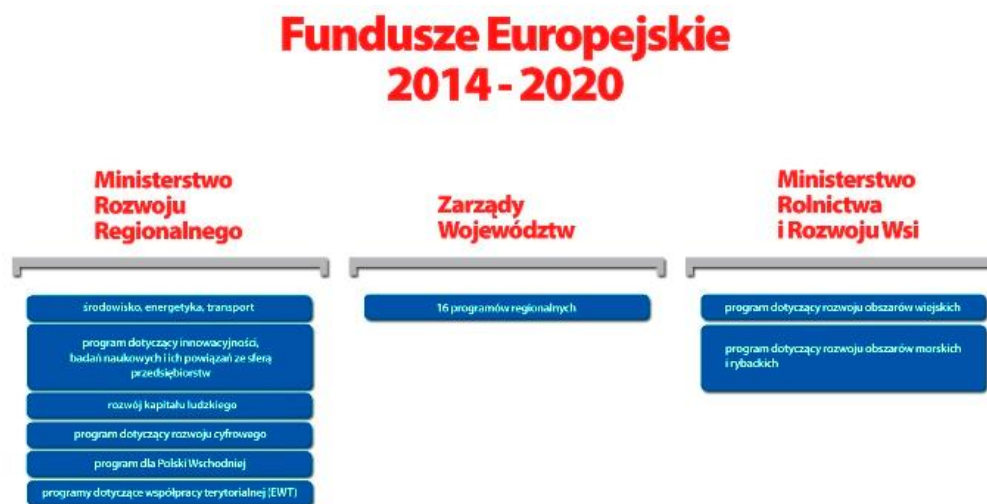 Fundusze Europejskie
2014 - 2020
Ministerstwo
Rozwoju
Regionalnego
środowisko, energetyka, transport
program dotyczący innowacyjności,
badań naukowych i ich powiązań ze sferą
przedsiębiorstw
rozwój kapitału ludzkiego
program dotyczący rozwoju cyfrowego
program dla Polski Wschodniej
programy dotyczące współpracy terytorialnej (EWT)
Zarządy
Województw
16 programów regionalnych
Ministerstwo
Rolnictwa
i Rozwoju Wsi
program dotyczący rozwoju obszarów wiejskich
program dotyczący rozwoju obszarów morskich
i rybackich